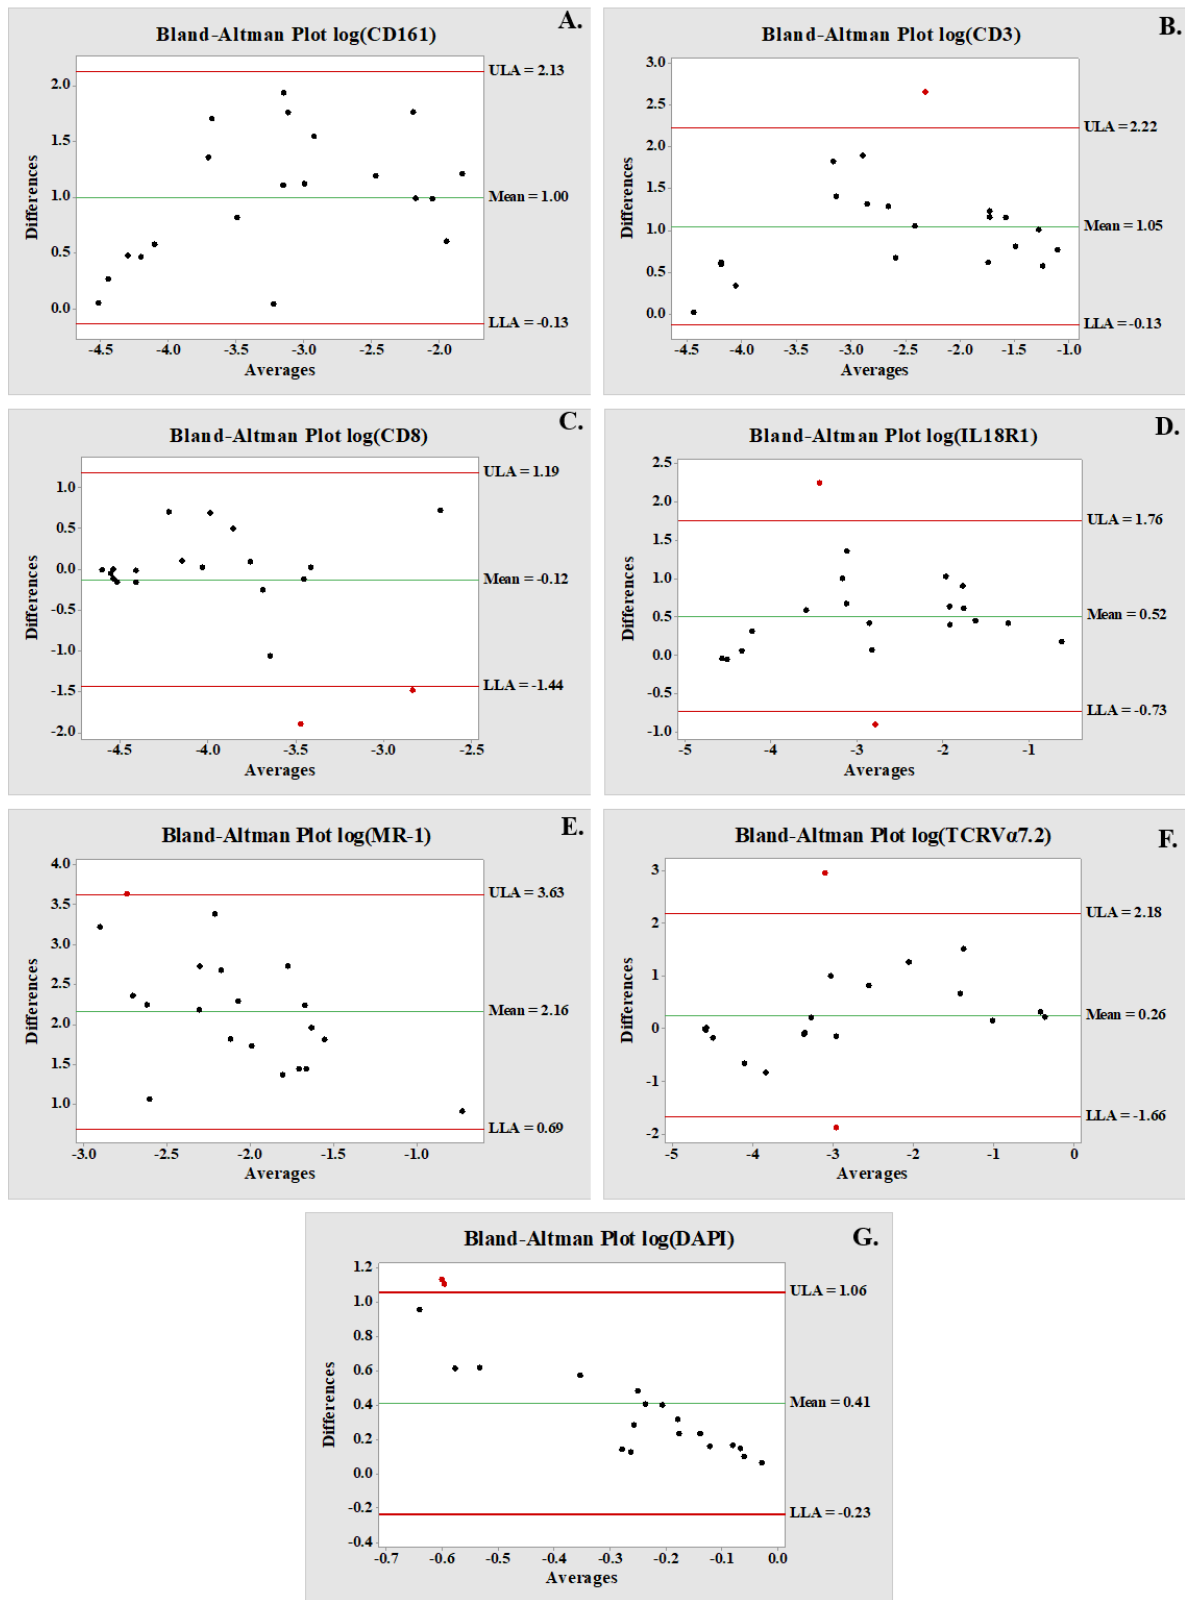 A.
Bland-Altman Plot log(CD161)
ULA = 2.13
2.0
1.5
Differences
1.0
Mean = 1.00
0.5
0.0
LLA = -0.13
-4.5 -4.0 -3.5 -3.0 -2.5 -2.0
Averages
B.
Bland-Altman Plot log(CD3)
3.0
2.5
ULA = 2.22
2.0
1.5
Differences
1.0
Mean = 1.05
0.5
0.0
LLA = -0.13
-4.5 -4.0 -3.5 -3.0 -2.5 -2.0 -1.5 -1.0
Averages
C.
Bland-Altman Plot log(CD8)
ULA = 1.19
1.0
0.5
0.0
Differences
Mean = -0.12
-0.5
-1.0
LLA = -1.44
-1.5
-2.0
-4.5 -4.0 -3.5 -3.0 -2.5
Averages
D.
Bland-Altman Plot log(IL18R1)
2.5
2.0
ULA = 1.76
1.5
1.0
Differences
0.5
Mean = 0.52
0.0
-0.5
LLA = -0.73
-1.0
-5 -4 -3 -2 -1
Averages
E.
Bland-Altman Plot log(MR-1)
4.0
ULA = 3.63
3.5
3.0
2.5
Differences
Mean = 2.16
2.0
1.5
1.0
LLA = 0.69
-3.0 -2.5 -2.0 -1.5 -1.0
Averages
F.
Bland-Altman Plot log(TCRVα7.2)
3
ULA = 2.18
2
1
Differences
Mean = 0.26
0
-1
LLA = -1.66
-2
-5 -4 -3 -2 -1 0
Averages
G.
Bland-Altman Plot log(DAPI)
1.2
ULA = 1.06
1.0
0.8
0.6
Differences
0.4
Mean = 0.41
0.2
0.0
-0.2
LLA = -0.23
-0.4
-0.7 -0.6 -0.5 -0.4 -0.3 -0.2 -0.1 0.0
Averages